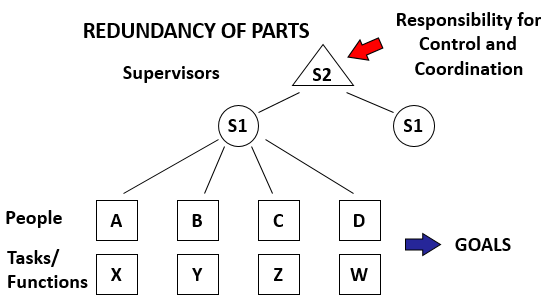 REDUNDANCY OF PARTS
Responsibility for
Control and
Coordination
Supervisors
S2
S1
S1
People
A
B
C
D
Tasks/
Functions
X
Y
Z
W
GOALS